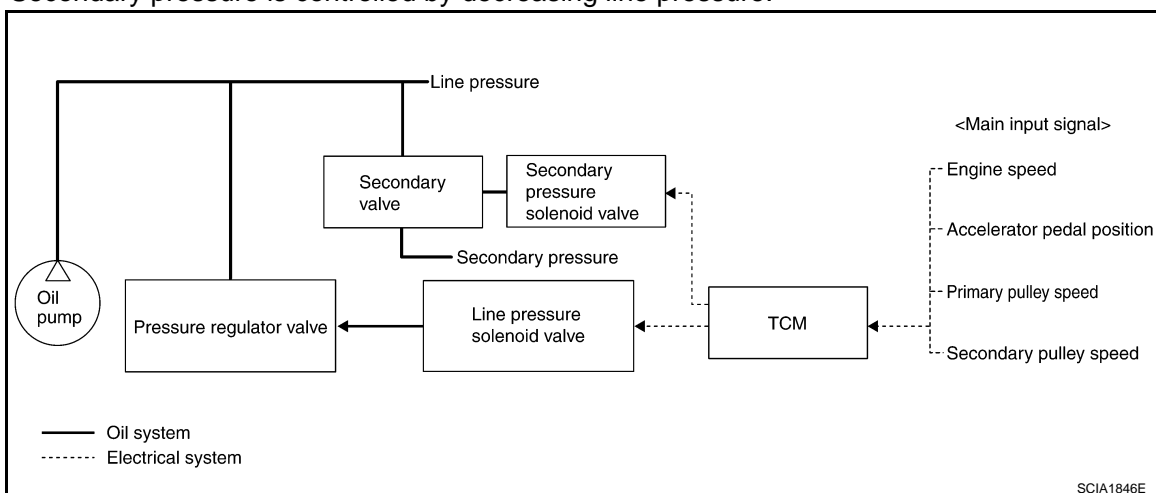 Secondary pressure is controlled by decreasing line pressure.
Line pressure
<Main input signal>
Secondary
valve
Secondary
pressure
solenoid valve
Engine speed
Accelerator pedal position
Secondary pressure
Oil
pump
Pressure regulator valve
Line pressure
solenoid valve
TCM
Primary pulley speed
Secondary pulley speed
Oil system
Electrical system
SCIA1846E